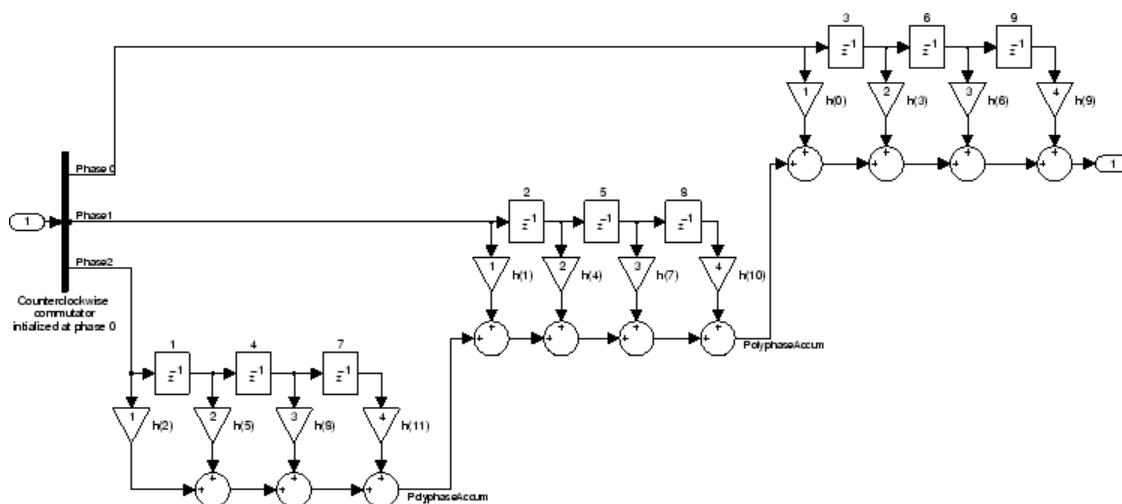 3 6 9
z⁻¹ z⁻¹ z⁻¹
1 2 3 4
h(0) h(3) h(6) h(9)
+ + + +
+ + + +
1
Phase 0
1
Phase1
Phase2
Counterclockwise
commutator
intialized at phase 0
2 5 8
z⁻¹ z⁻¹ z⁻¹
1 2 3 4
h(1) h(4) h(7) h(10)
+ + + +
+ + + +
PolyphaseAccum
1 4 7
z⁻¹ z⁻¹ z⁻¹
1 2 3 4
h(2) h(5) h(8) h(11)
+ + +
+ + +
PolyphaseAccum